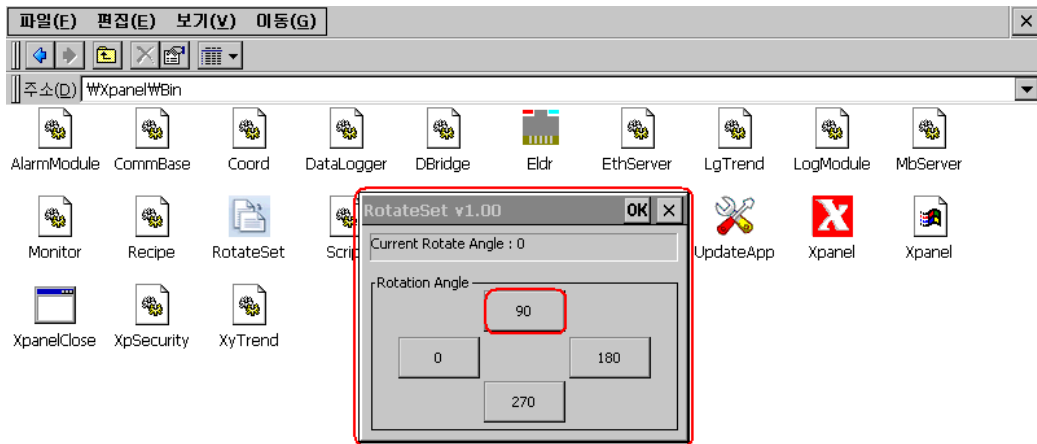 파일(F) 편집(E) 보기(V) 이동(G)
주소(D) ₩Xpanel₩Bin
AlarmModule CommBase Coord DataLogger DBridge Eldr EthServer LgTrend LogModule MbServer
Monitor Recipe RotateSet Scrip UpdateApp Xpanel Xpanel
XpanelClose XpSecurity XyTrend
RotateSet v1.00 OK
Current Rotate Angle : 0
Rotation Angle
90
0 180
270